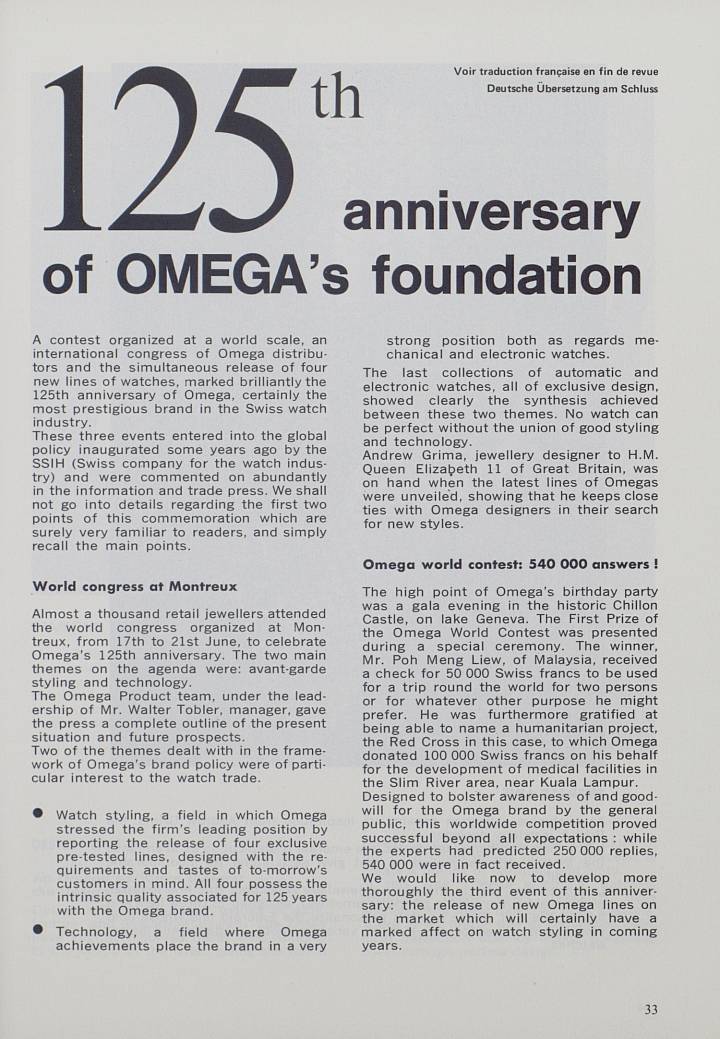 Voir traduction française en fin de revue
Deutsche Übersetzung am Schluss
125th
anniversary
of OMEGA's foundation
A contest organized at a world scale, an
international congress of Omega distribu-
tors and the simultaneous release of four
new lines of watches, marked brilliantly the
125th anniversary of Omega, certainly the
most prestigious brand in the Swiss watch
industry.
These three events entered into the global
policy inaugurated some years ago by the
SSIH (Swiss company for the watch indus-
try) and were commented on abundantly
in the information and trade press. We shall
not go into details regarding the first two
points of this commemoration which are
surely very familiar to readers, and simply
recall the main points.
World congress at Montreux
Almost a thousand retail jewellers attended
the world congress organized at Mon-
treux, from 17th to 21st June, to celebrate
Omega's 125th anniversary. The two main
themes on the agenda were: avant-garde
styling and technology.
The Omega Product team, under the lead-
ership of Mr. Walter Tobler, manager, gave
the press a complete outline of the present
situation and future prospects.
Two of the themes dealt with in the frame-
work of Omega's brand policy were of parti-
cular interest to the watch trade.
● Watch styling, a field in which Omega
stressed the firm's leading position by
reporting the release of four exclusive
pre-tested lines, designed with the re-
quirements and tastes of to-morrow's
customers in mind. All four possess the
intrinsic quality associated for 125 years
with the Omega brand.
● Technology, a field where Omega
achievements place the brand in a very
strong position both as regards me-
chanical and electronic watches.
The last collections of automatic and
electronic watches, all of exclusive design,
showed clearly the synthesis achieved
between these two themes. No watch can
be perfect without the union of good styling
and technology.
Andrew Grima, jewellery designer to H.M.
Queen Elizabeth 11 of Great Britain, was
on hand when the latest lines of Omegas
were unveiled, showing that he keeps close
ties with Omega designers in their search
for new styles.
Omega world contest: 540 000 answers !
The high point of Omega's birthday party
was a gala evening in the historic Chillon
Castle, on lake Geneva. The First Prize of
the Omega World Contest was presented
during a special ceremony. The winner,
Mr. Poh Meng Liew, of Malaysia, received
a check for 50 000 Swiss francs to be used
for a trip round the world for two persons
or for whatever other purpose he might
prefer. He was furthermore gratified at
being able to name a humanitarian project,
the Red Cross in this case, to which Omega
donated 100 000 Swiss francs on his behalf
for the development of medical facilities in
the Slim River area, near Kuala Lampur.
Designed to bolster awareness of and good-
will for the Omega brand by the general
public, this worldwide competition proved
successful beyond all expectations : while
the experts had predicted 250 000 replies,
540 000 were in fact received.
We would like now to develop more
thoroughly the third event of this anniver-
sary: the release of new Omega lines on
the market which will certainly have a
marked affect on watch styling in coming
years.
33